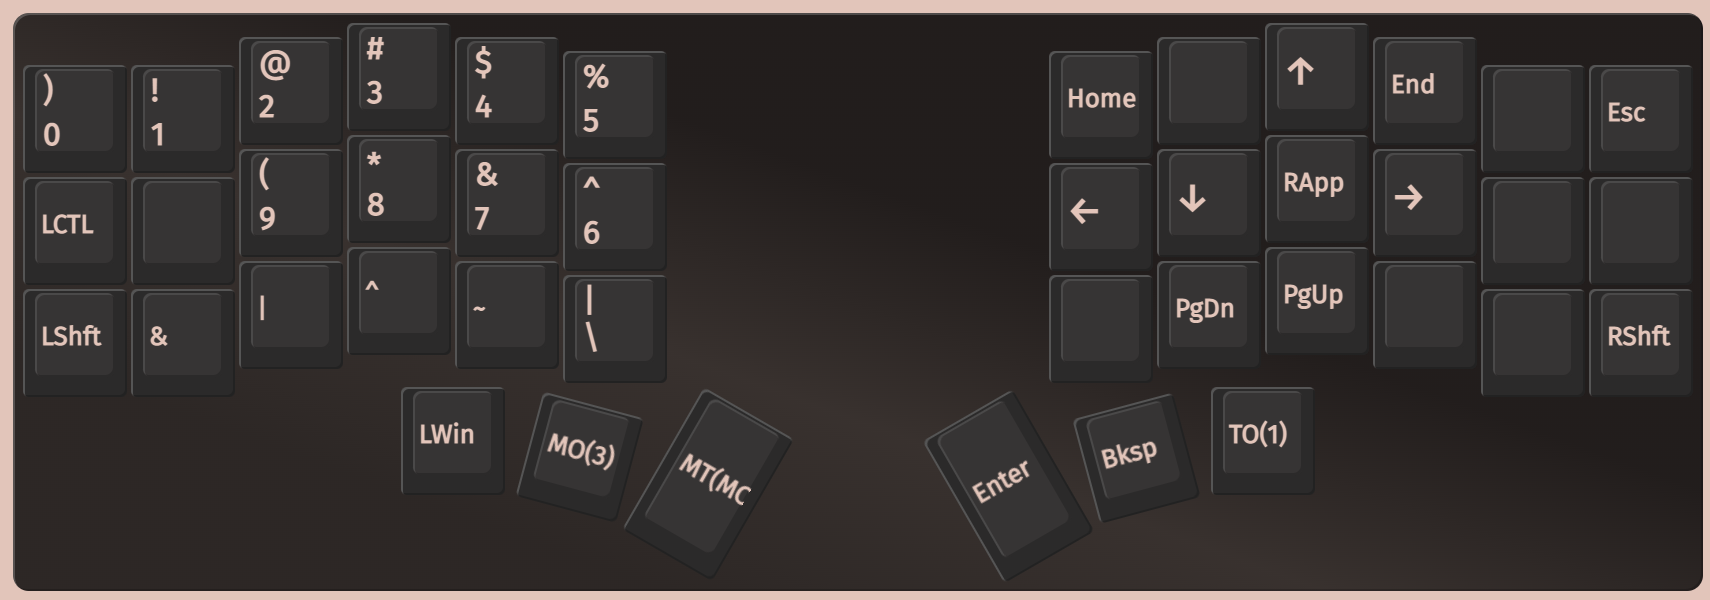 ) ! @ # $ % Home ↑ End Esc
0 1 2 3 4 5
LCTL ( * & ^ ← ↓ RApp →
9 8 7 6
LShft & | ^ ~ | PgDn PgUp RShft
\
LWin MO(3) MT(MC Enter Bksp TO(1)